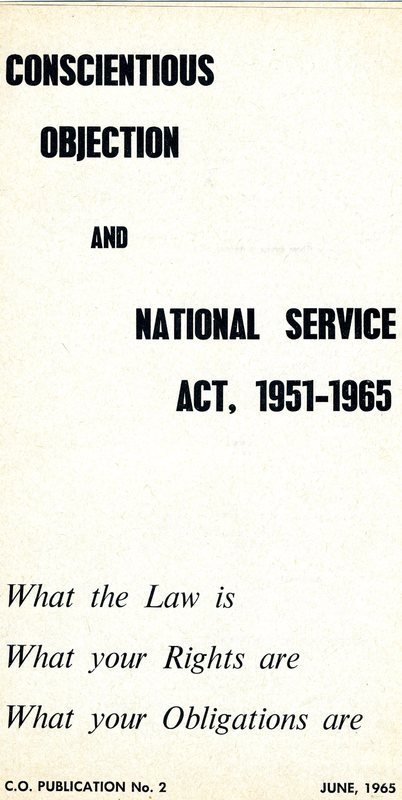 CONSCIENTIOUS
OBJECTION
AND
NATIONAL SERVICE
ACT, 1951-1965
What the Law is
What your Rights are
What your Obligations are
C.O. PUBLICATION No. 2 JUNE, 1965